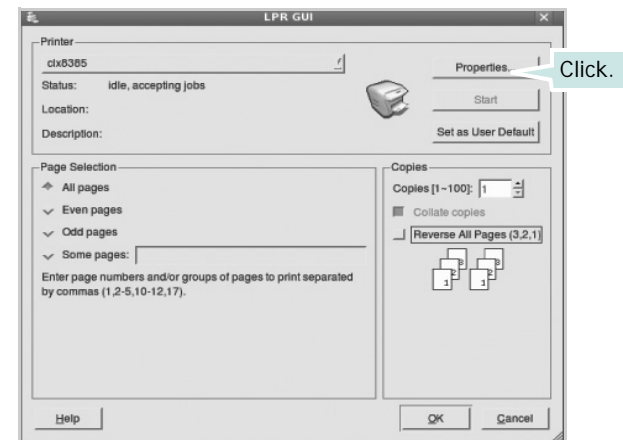 LPR GUI
Printer
clx8385
Properties...
Click.
Status: idle, accepting jobs
Start
Location:
Description:
Set as User Default
Page Selection
All pages
Even pages
Odd pages
Some pages:
Enter page numbers and/or groups of pages to print separated
by commas (1,2-5,10-12,17).
Copies
Copies [1~100]: 1
Collate copies
Reverse All Pages (3,2,1)
3 3
2 2
1 1
Help
OK
Cancel